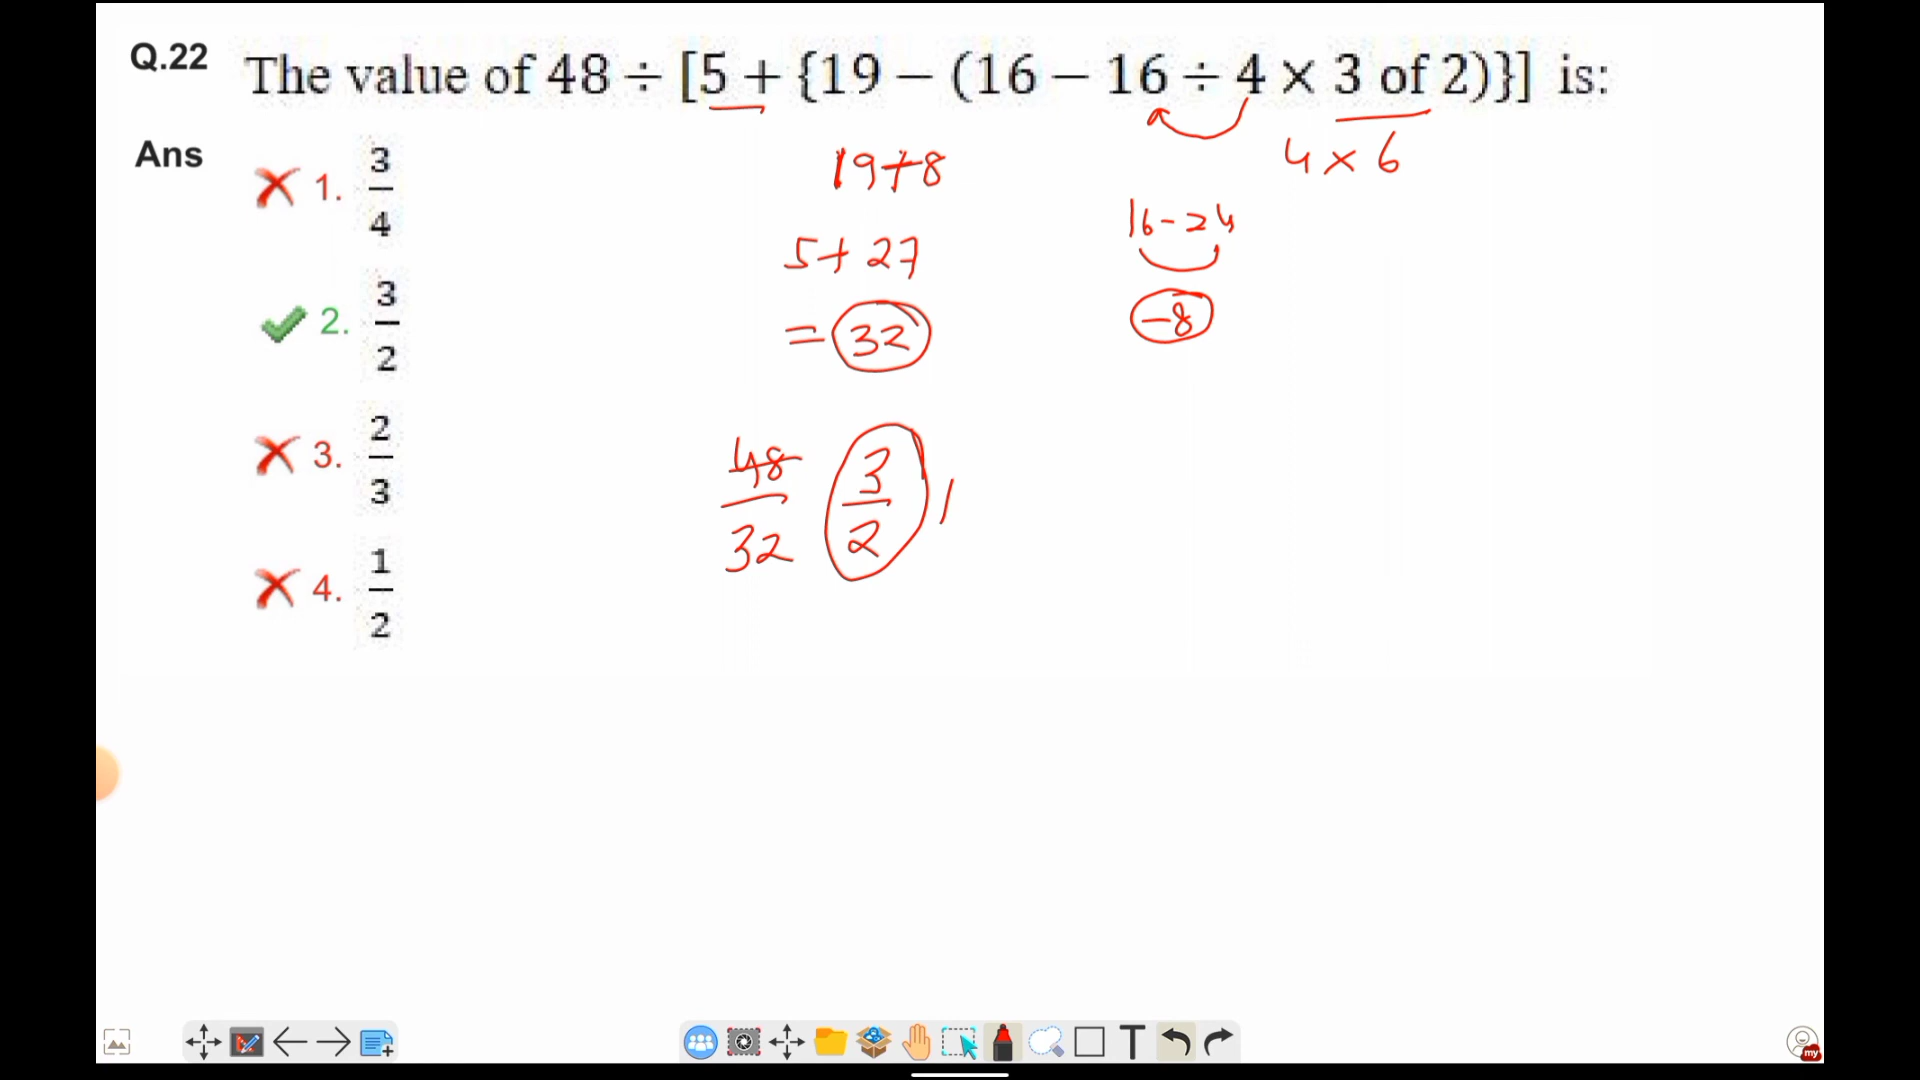 Q.22 The value of 48 ÷ [5 + {19 − (16 − 16 ÷ 4 × 3 of 2)}] is:
Ans
1. 3/4
2. 3/2
3. 2/3
4. 1/2
4 × 6
19+8
16-24
5+27
-8
= 32
48/32 3/2
T
my